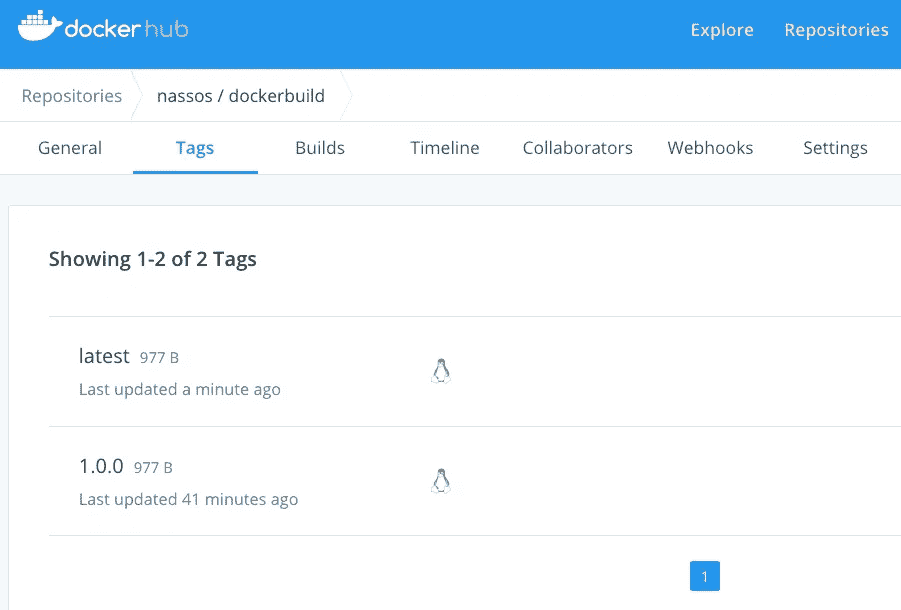 docker hub
Explore Repositories
Repositories nassos / dockerbuild
General Tags Builds Timeline Collaborators Webhooks Settings
Showing 1-2 of 2 Tags
latest 977 B
Last updated a minute ago
1.0.0 977 B
Last updated 41 minutes ago
1